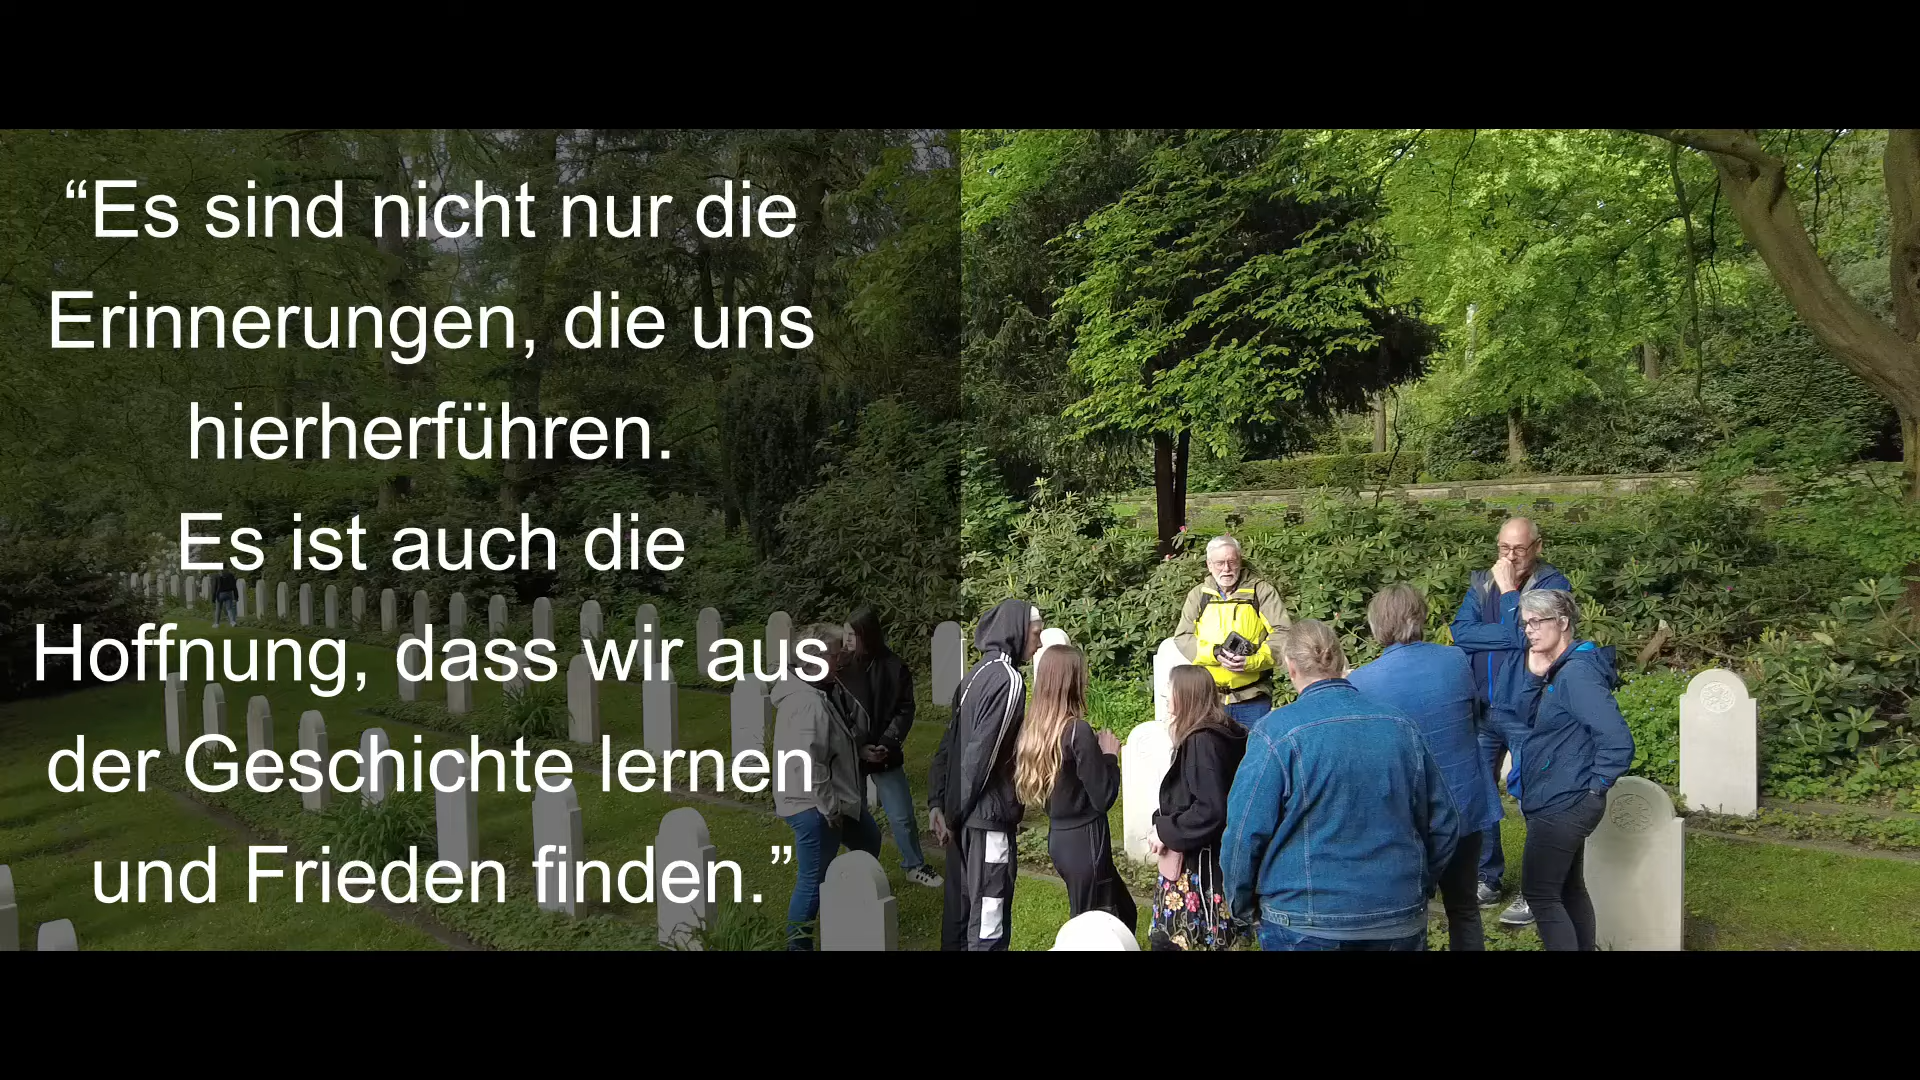 “Es sind nicht nur die
Erinnerungen, die uns
hierherführen.
Es ist auch die
Hoffnung, dass wir aus
der Geschichte lernen
und Frieden finden.”